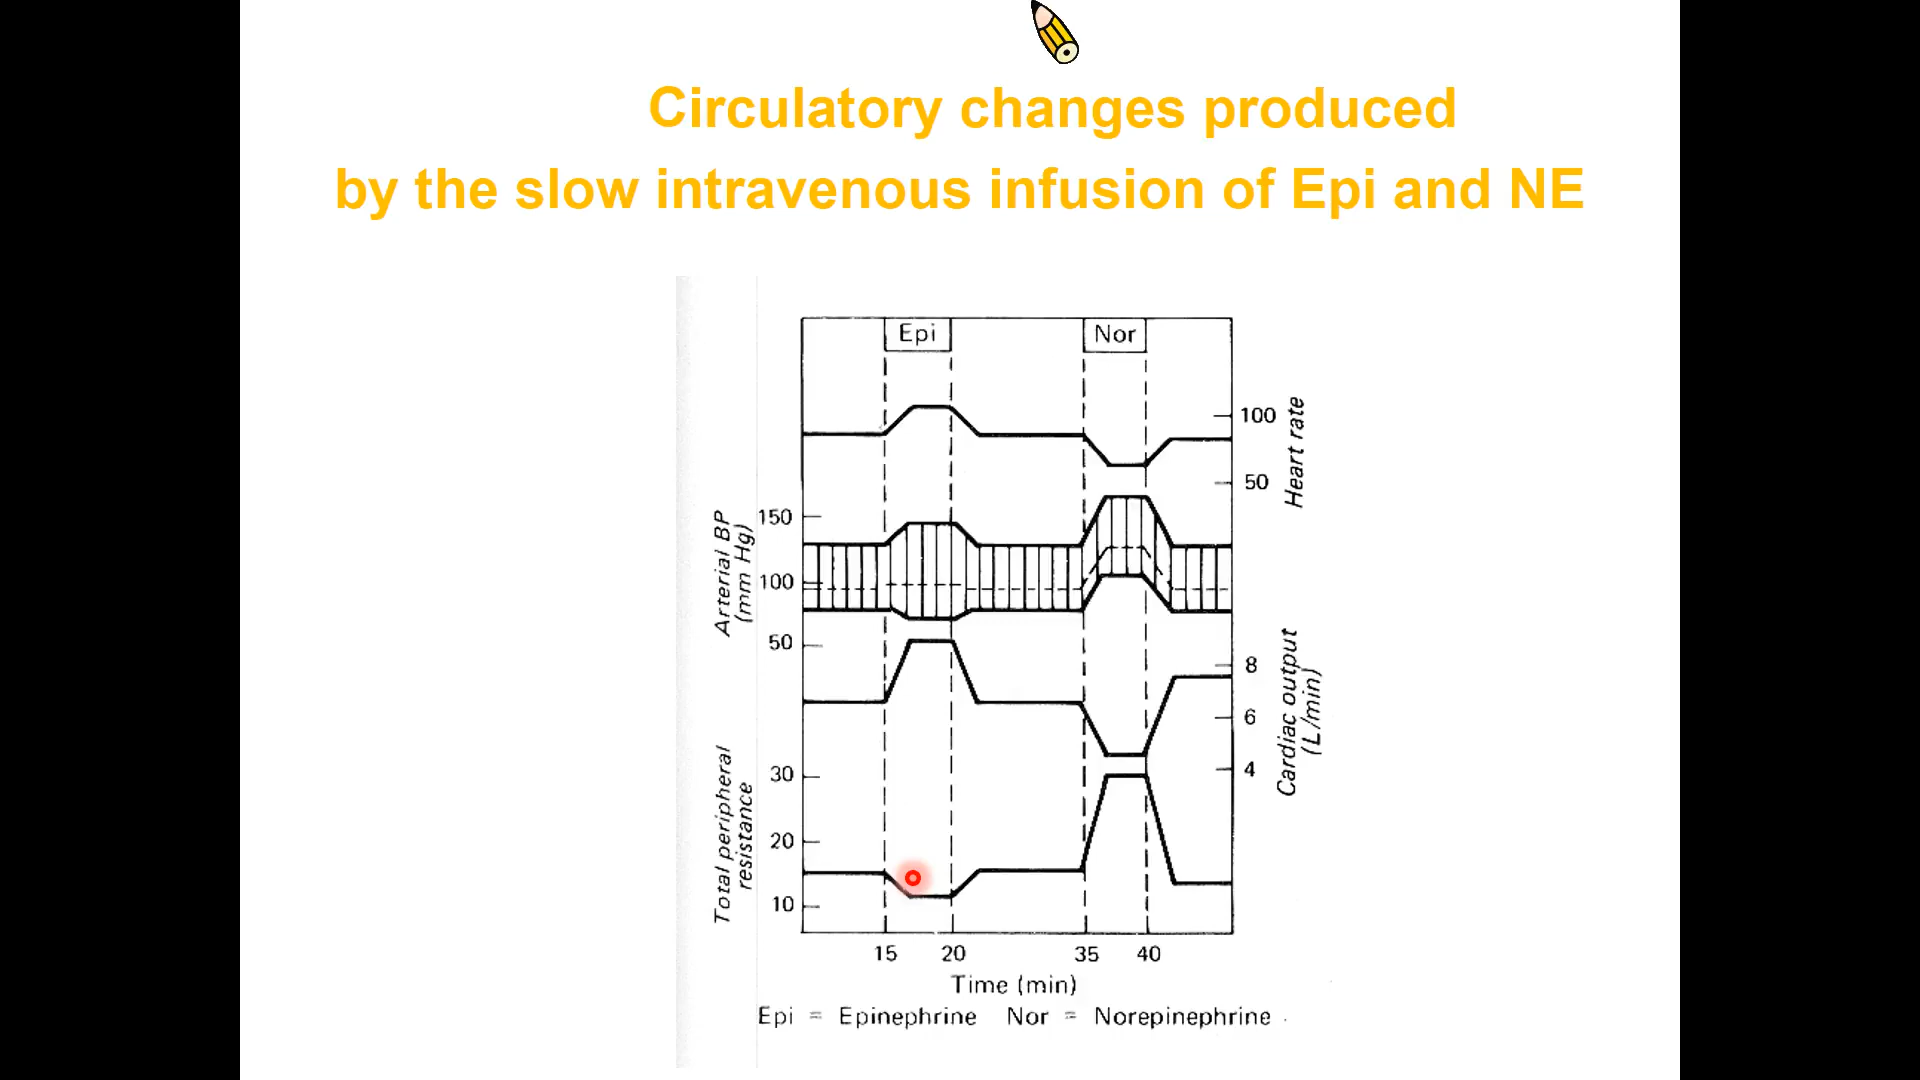 Circulatory changes produced
by the slow intravenous infusion of Epi and NE
Epi
Nor
100
50
Heart rate
150
100
50
Arterial BP
(mm Hg)
8
6
4
Cardiac output
(L/min)
30
20
10
Total peripheral
resistance
15 20 35 40
Time (min)
Epi = Epinephrine Nor = Norepinephrine